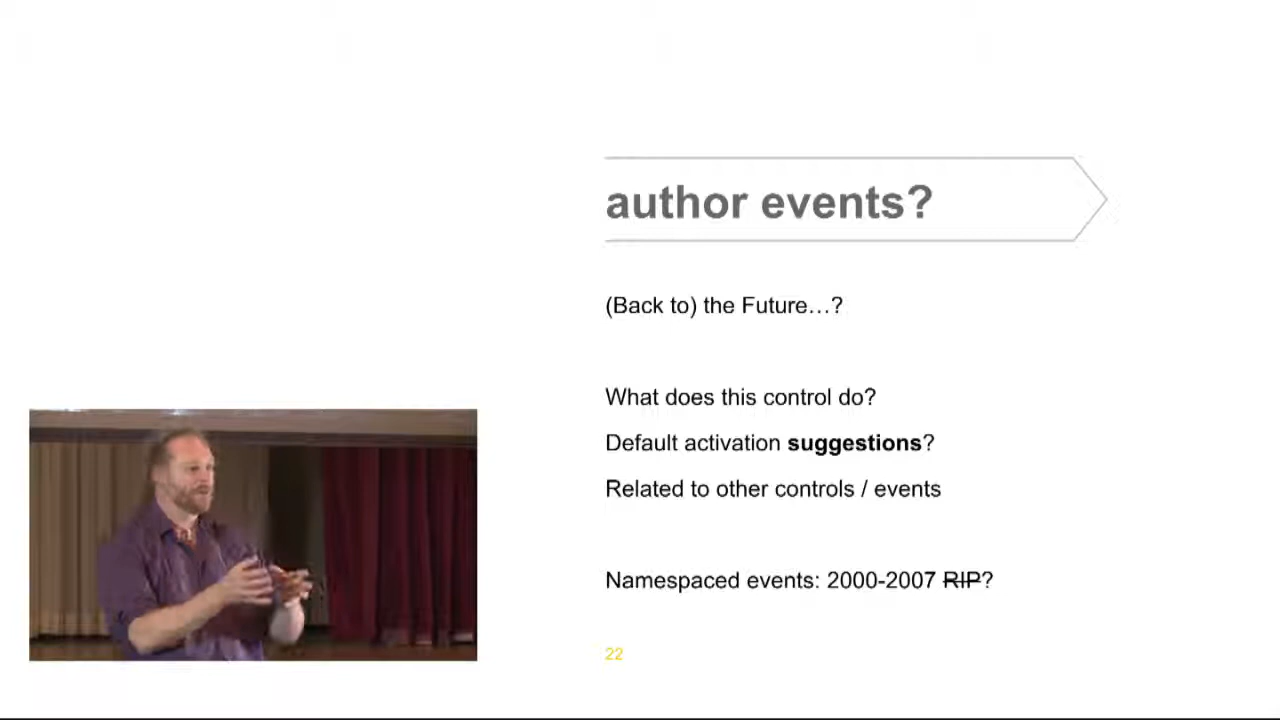 author events?
(Back to) the Future…?
What does this control do?
Default activation suggestions?
Related to other controls / events
Namespaced events: 2000-2007 RIP?
22